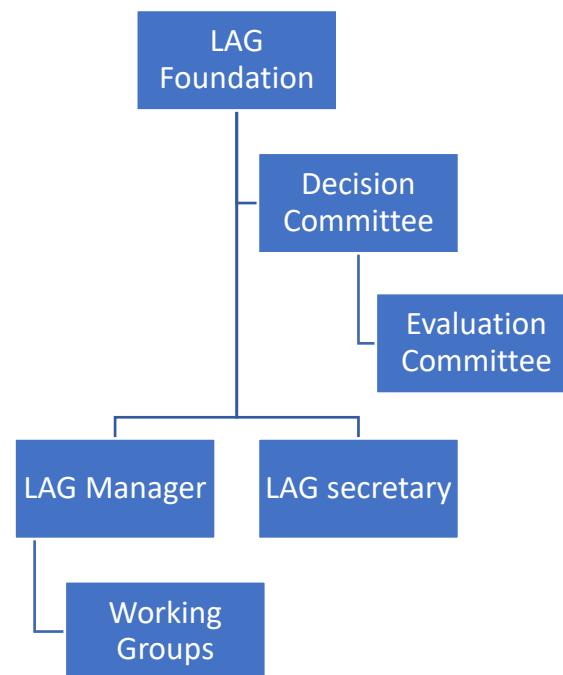 LAG
Foundation
Decision
Committee
Evaluation
Committee
LAG Manager
LAG secretary
Working
Groups